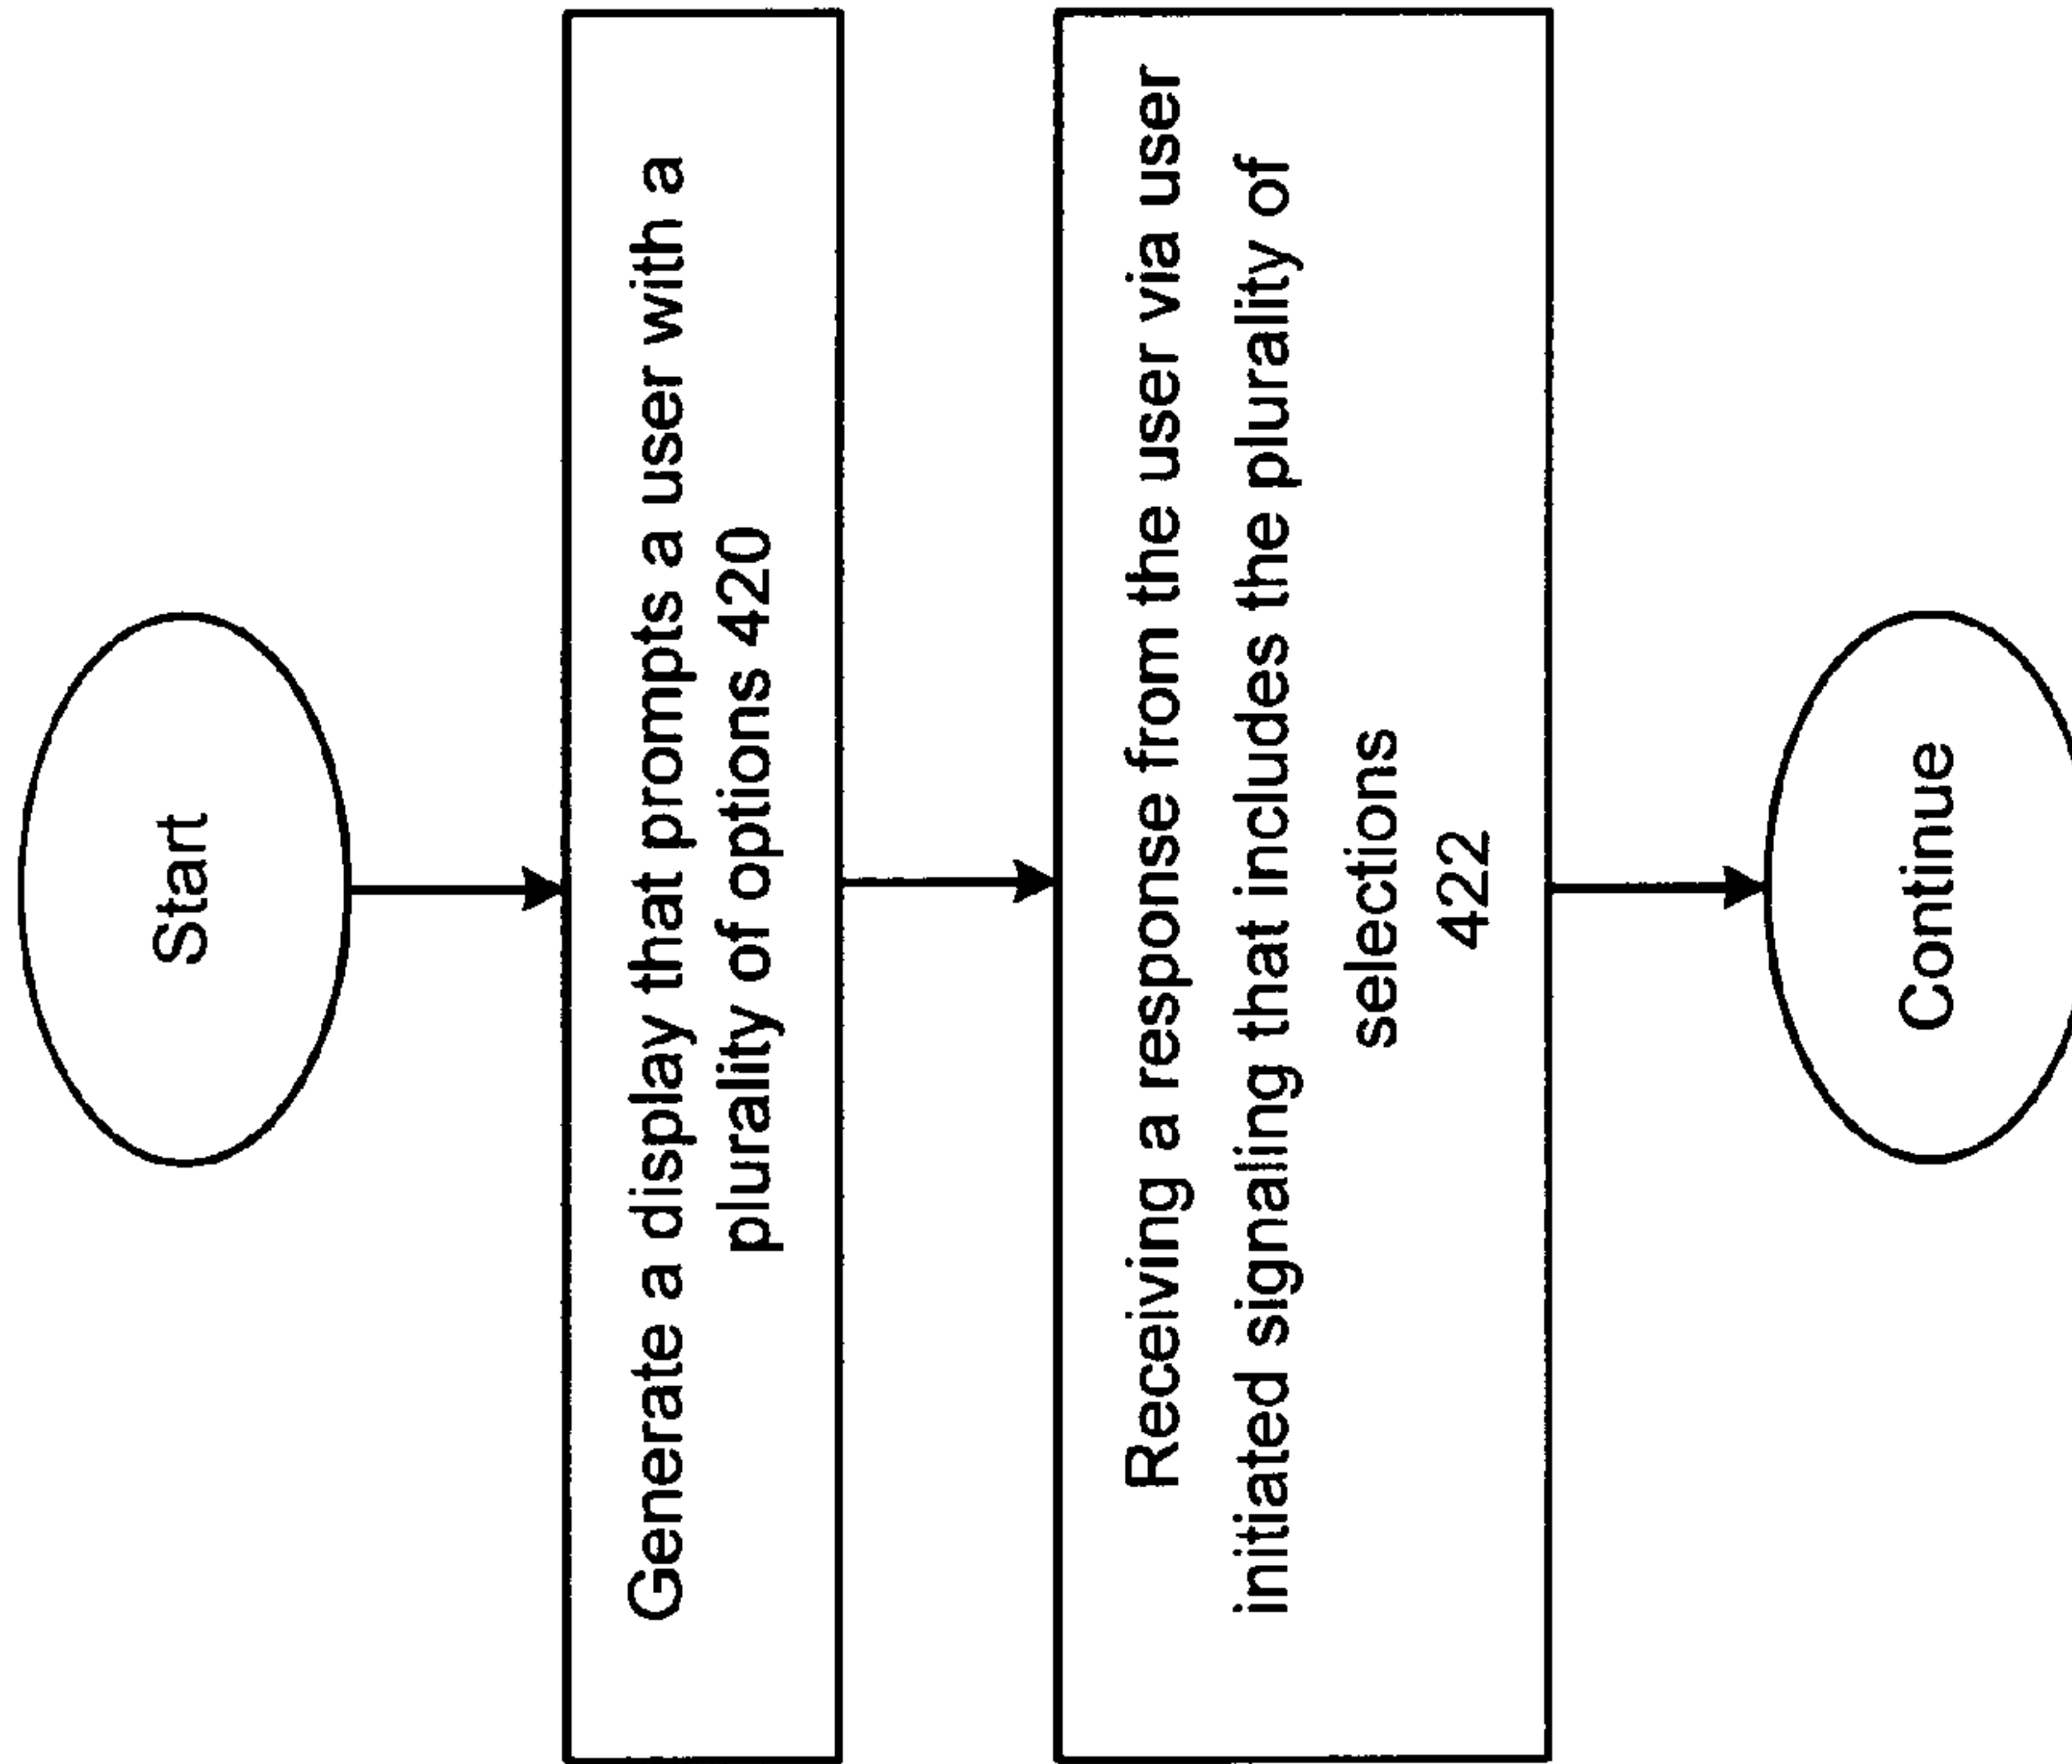 Start
Generate a display that prompts a user with a
plurality of options 420
Receiving a response from the user via user
initiated signaling that includes the plurality of
selections
422
Continue